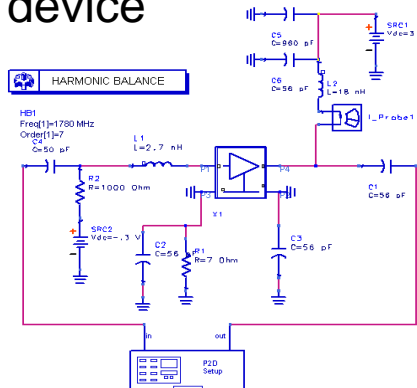 device
C5
C=960 pF
SRC1
Vdc=3
HARMONIC BALANCE
C6
C=56 pF
L2
L=18 nH
HB1
Freq[1]=1780 MHz
Order[1]=7
I_Probe1
C4
C=50 pF
L1
L=2.7 nH
P1
P4
R2
R=1000 Ohm
P3
C1
C=56 pF
X1
SRC2
Vdc=-.3 V
C2
C=56
R1
R=7 Ohm
C3
C=56 pF
in
out
P2D
Setup